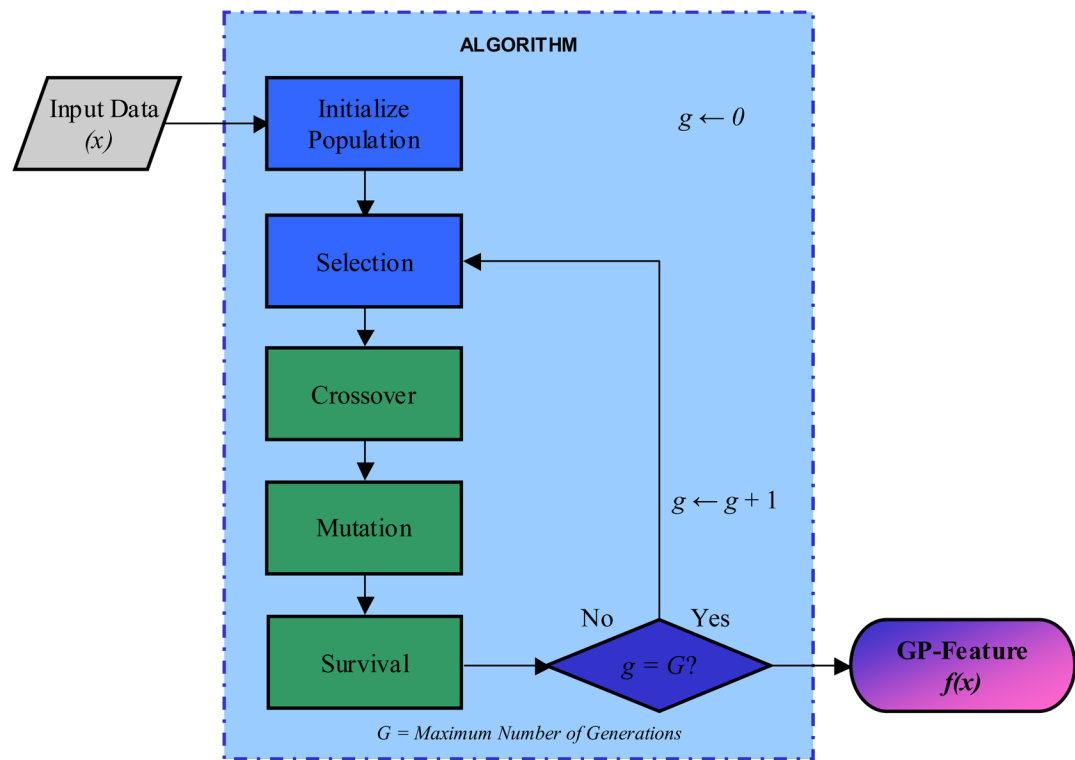 ALGORITHM
Input Data
(x)
Initialize
Population
g ← 0
Selection
Crossover
g ← g + 1
Mutation
No
Yes
Survival
g = G?
GP-Feature
f(x)
G = Maximum Number of Generations